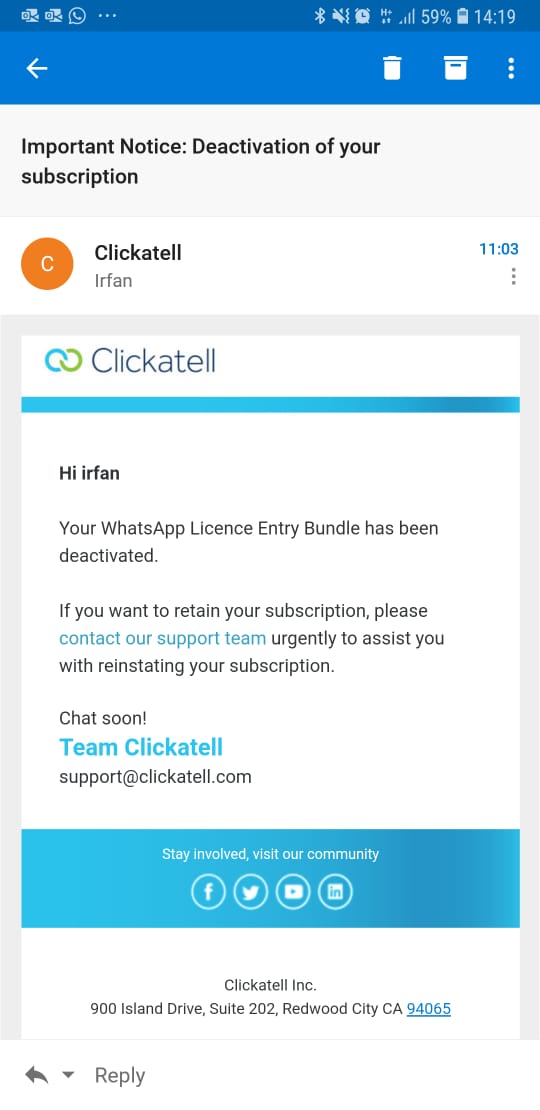 59% 14:19
Important Notice: Deactivation of your
subscription
C
Clickatell
11:03
Irfan
Clickatell
Hi irfan
Your WhatsApp Licence Entry Bundle has been
deactivated.
If you want to retain your subscription, please
contact our support team urgently to assist you
with reinstating your subscription.
Chat soon!
Team Clickatell
support@clickatell.com
Stay involved, visit our community
Clickatell Inc.
900 Island Drive, Suite 202, Redwood City CA 94065
Reply